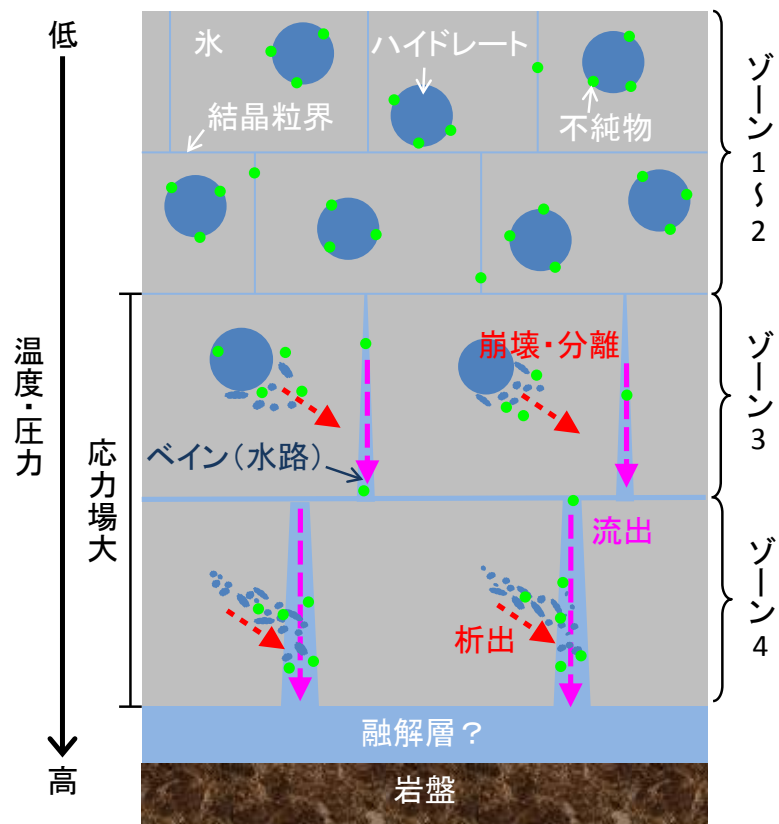 低
温度・圧力
高
応力場大
氷
ハイドレート
結晶粒界
不純物
崩壊・分離
ベイン（水路）
流出
析出
融解層？
岩盤
ゾーン1～2
ゾーン3
ゾーン4